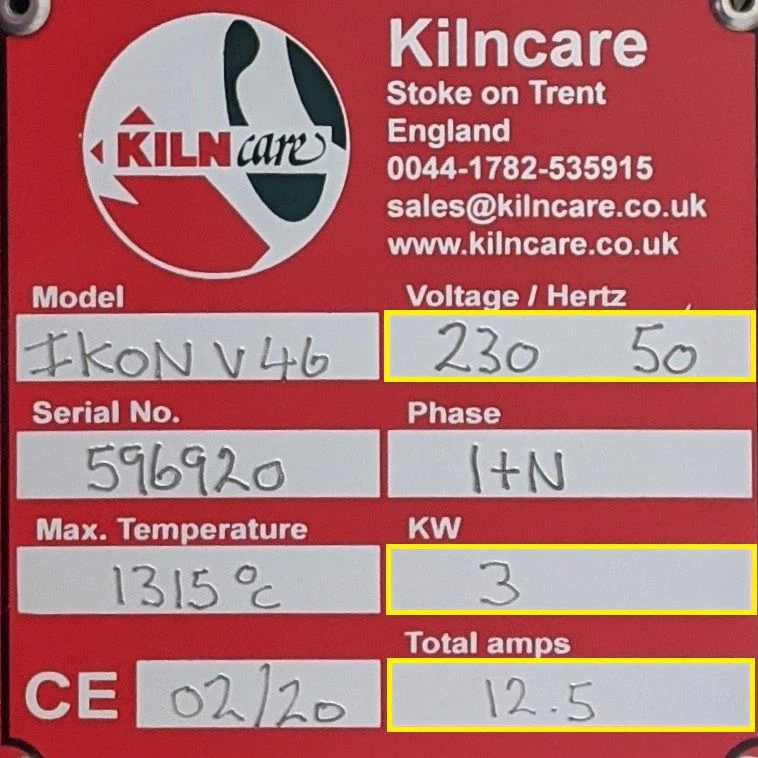 KILN care
Kilncare
Stoke on Trent
England
0044-1782-535915
sales@kilncare.co.uk
www.kilncare.co.uk
Model
IKON V46
Voltage / Hertz
230 50
Serial No.
596920
Phase
1+N
Max. Temperature
1315°C
KW
3
Total amps
12.5
CE 02/20